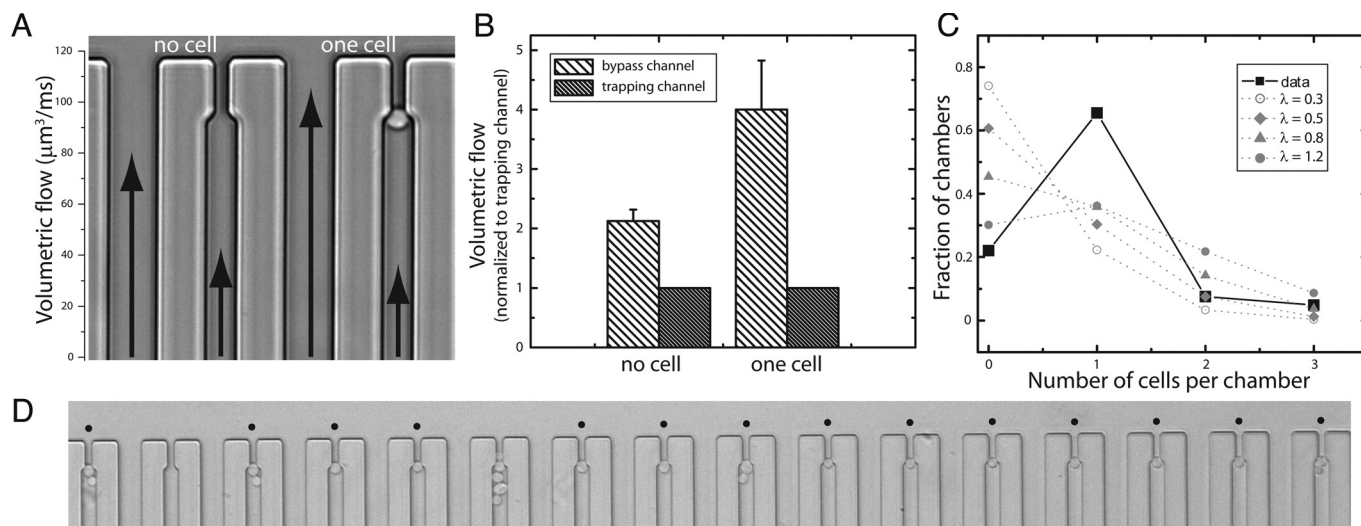 A
no cell
one cell
Volumetric flow (μm³/ms)
120
100
80
60
40
20
0
B
Volumetric flow
(normalized to trapping channel)
5
4
3
2
1
0
bypass channel
trapping channel
no cell
one cell
C
Fraction of chambers
0.8
0.6
0.4
0.2
0
data
λ = 0.3
λ = 0.5
λ = 0.8
λ = 1.2
0
1
2
3
Number of cells per chamber
D